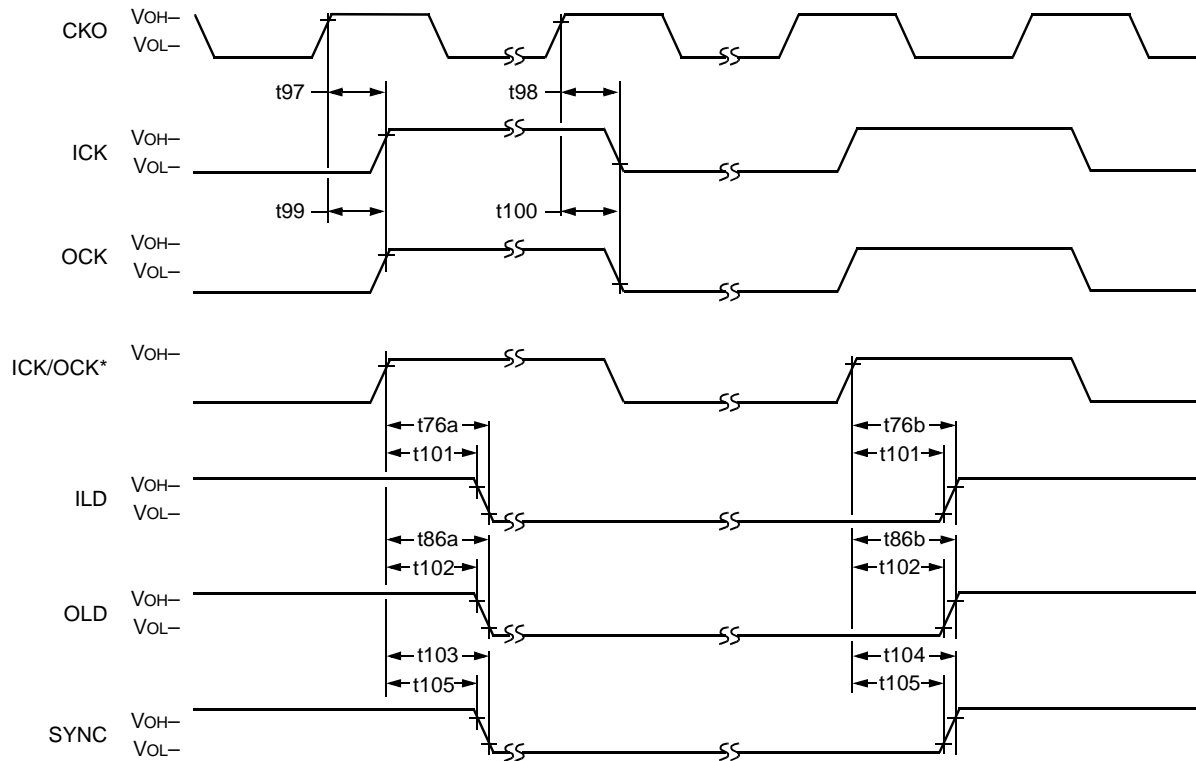 CKO
VOH–
VOL–
t97
t98
ICK
VOH–
VOL–
t99
t100
OCK
VOH–
VOL–
ICK/OCK*
VOH–
t76a
t76b
t101
t101
ILD
VOH–
VOL–
t86a
t86b
t102
t102
OLD
VOH–
VOL–
t103
t104
t105
t105
SYNC
VOH–
VOL–